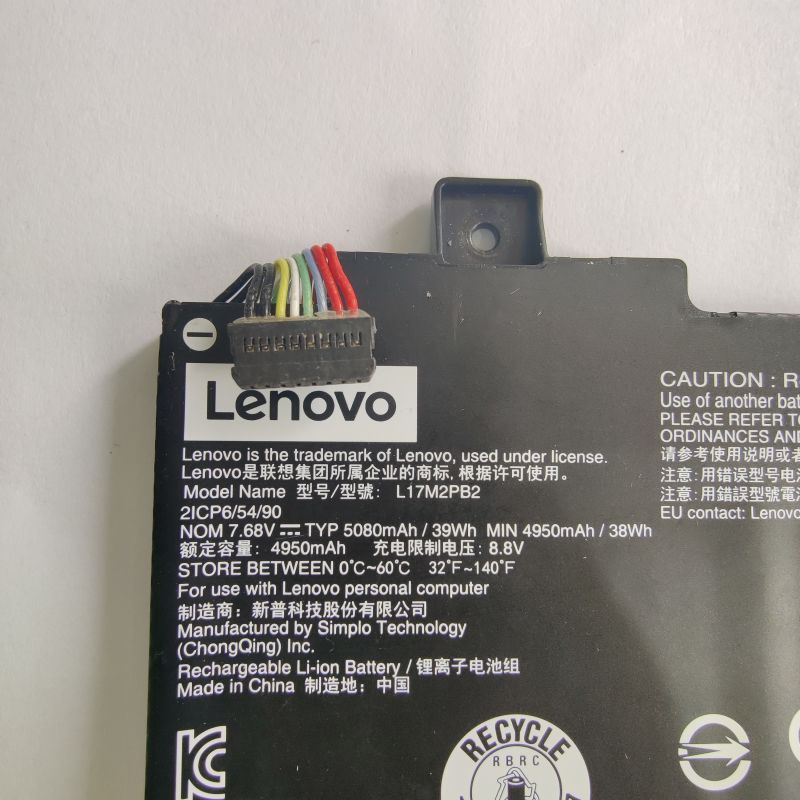 Lenovo
Lenovo is the trademark of Lenovo, used under license.
Lenovo是联想集团所属企业的商标, 根据许可使用。
Model Name 型号/型號: L17M2PB2
2ICP6/54/90
NOM 7.68V TYP 5080mAh / 39Wh MIN 4950mAh / 38Wh
额定容量: 4950mAh 充电限制电压: 8.8V
STORE BETWEEN 0°C~60°C 32°F~140°F
For use with Lenovo personal computer
制造商: 新普科技股份有限公司
Manufactured by Simplo Technology
(ChongQing) Inc.
Rechargeable Li-ion Battery / 锂离子电池组
Made in China 制造地: 中国
CAUTION : R
Use of another bat
PLEASE REFER TO
ORDINANCES AND
请参考使用说明或者
注意: 用错误型号电池
注意: 用錯誤型號電池
EU contact: Lenovo
RECYCLE
RBRC